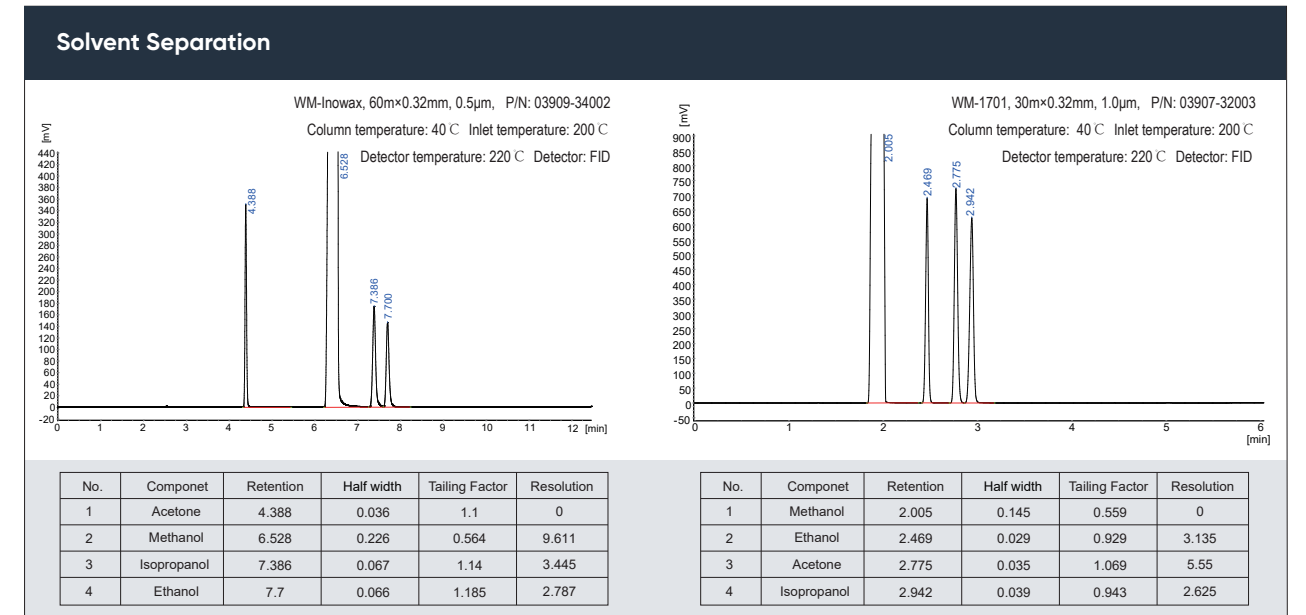 Solvent Separation
WM-Inowax, 60m×0.32mm, 0.5μm, P/N: 03909-34002
Column temperature: 40℃ Inlet temperature: 200℃
Detector temperature: 220℃ Detector: FID
[mV]
440
420
400
380
360
340
320
300
280
260
240
220
200
180
160
140
120
100
80
60
40
20
0
-20
4.388
6.528
7.386
7.700
0 1 2 3 4 5 6 7 8 9 10 11 12 [min]
WM-1701, 30m×0.32mm, 1.0μm, P/N: 03907-32003
Column temperature: 40℃ Inlet temperature: 200℃
Detector temperature: 220℃ Detector: FID
[mV]
900
850
800
750
700
650
600
550
500
450
400
350
300
250
200
150
100
50
0
-50
2.005
2.469
2.775
2.942
0 1 2 3 4 5 6
[min]
No. Componet Retention Half width Tailing Factor Resolution
1 Acetone 4.388 0.036 1.1 0
2 Methanol 6.528 0.226 0.564 9.611
3 Isopropanol 7.386 0.067 1.14 3.445
4 Ethanol 7.7 0.066 1.185 2.787
No. Componet Retention Half width Tailing Factor Resolution
1 Methanol 2.005 0.145 0.559 0
2 Ethanol 2.469 0.029 0.929 3.135
3 Acetone 2.775 0.035 1.069 5.55
4 Isopropanol 2.942 0.039 0.943 2.625